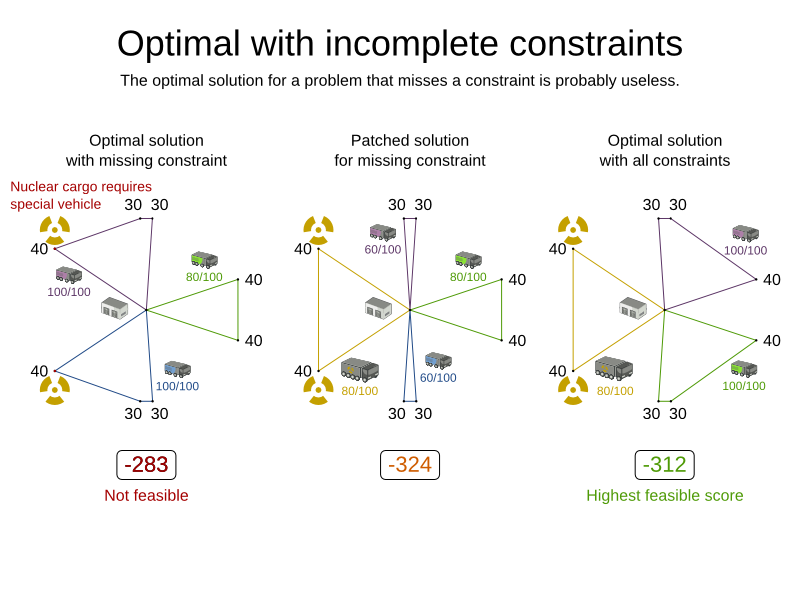 Optimal with incomplete constraints
The optimal solution for a problem that misses a constraint is probably useless.
Optimal solution
with missing constraint
Nuclear cargo requires
special vehicle
30 30
40
100/100
80/100
40
40
40
100/100
30 30
-283
Not feasible
Patched solution
for missing constraint
30 30
60/100
40
80/100
40
40
40
80/100
60/100
30 30
-324
Optimal solution
with all constraints
30 30
100/100
40
40
40
40
80/100
100/100
30 30
-312
Highest feasible score